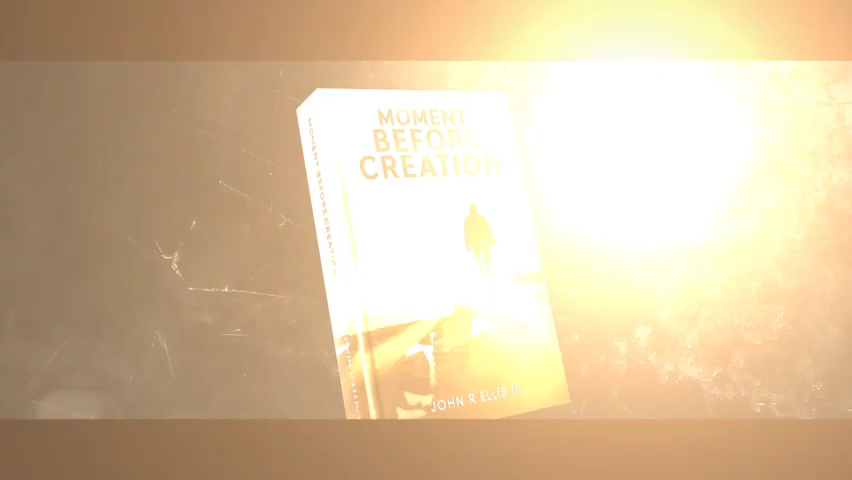 MOMENT
BEFORE
CREATION
MOMENT BEFORE CREATION
JOHN R ELLIS